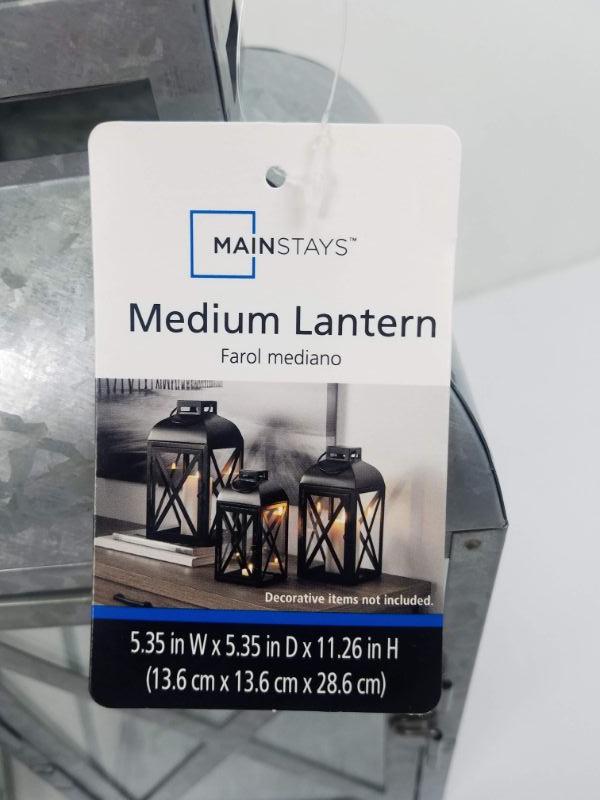 MAINSTAYS™
Medium Lantern
Farol mediano
Decorative items not included.
5.35 in W x 5.35 in D x 11.26 in H
(13.6 cm x 13.6 cm x 28.6 cm)